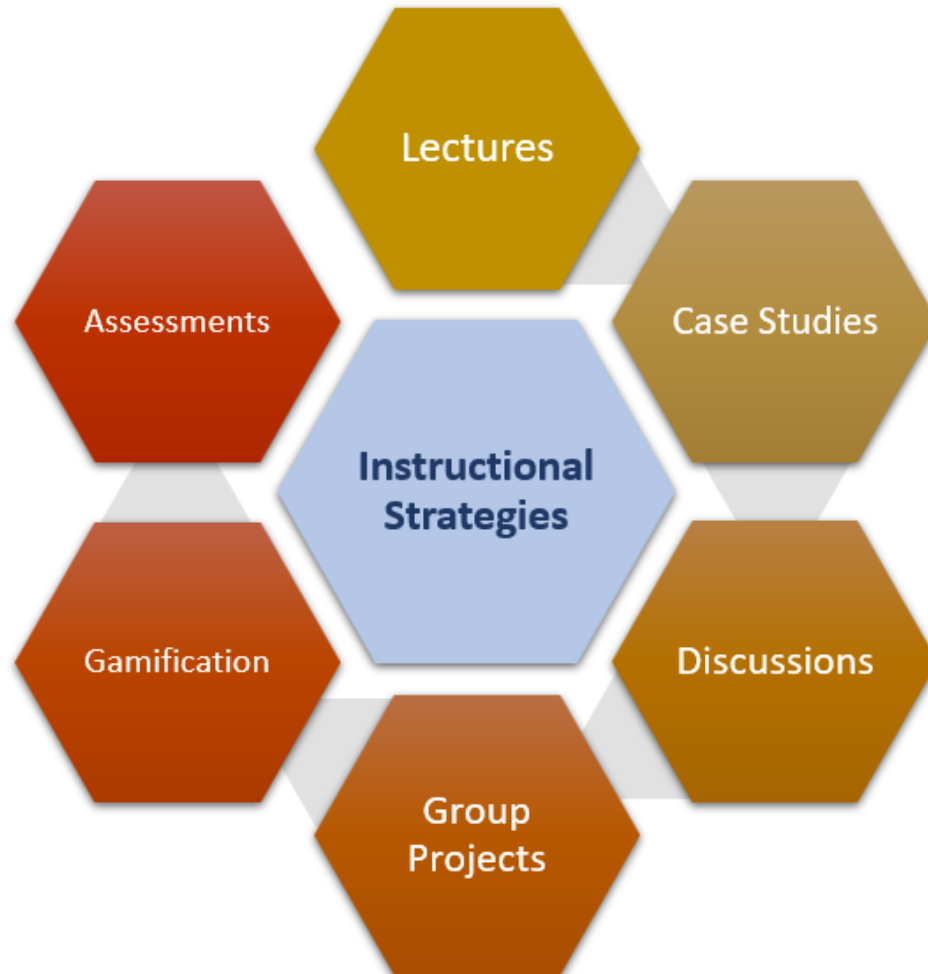 Lectures
Case Studies
Discussions
Group
Projects
Gamification
Assessments
Instructional
Strategies